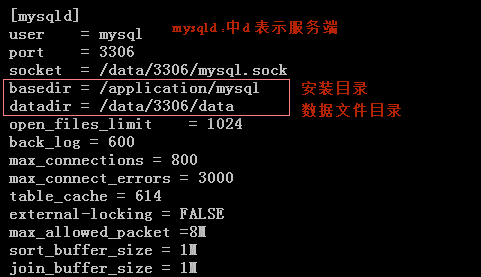 [mysqld]
user = mysql
mysqld :中d 表示服务端
port = 3306
socket = /data/3306/mysql.sock
basedir = /application/mysql
安装目录
datadir = /data/3306/data
数据文件目录
open_files_limit = 1024
back_log = 600
max_connections = 800
max_connect_errors = 3000
table_cache = 614
external-locking = FALSE
max_allowed_packet =8M
sort_buffer_size = 1M
join_buffer_size = 1M